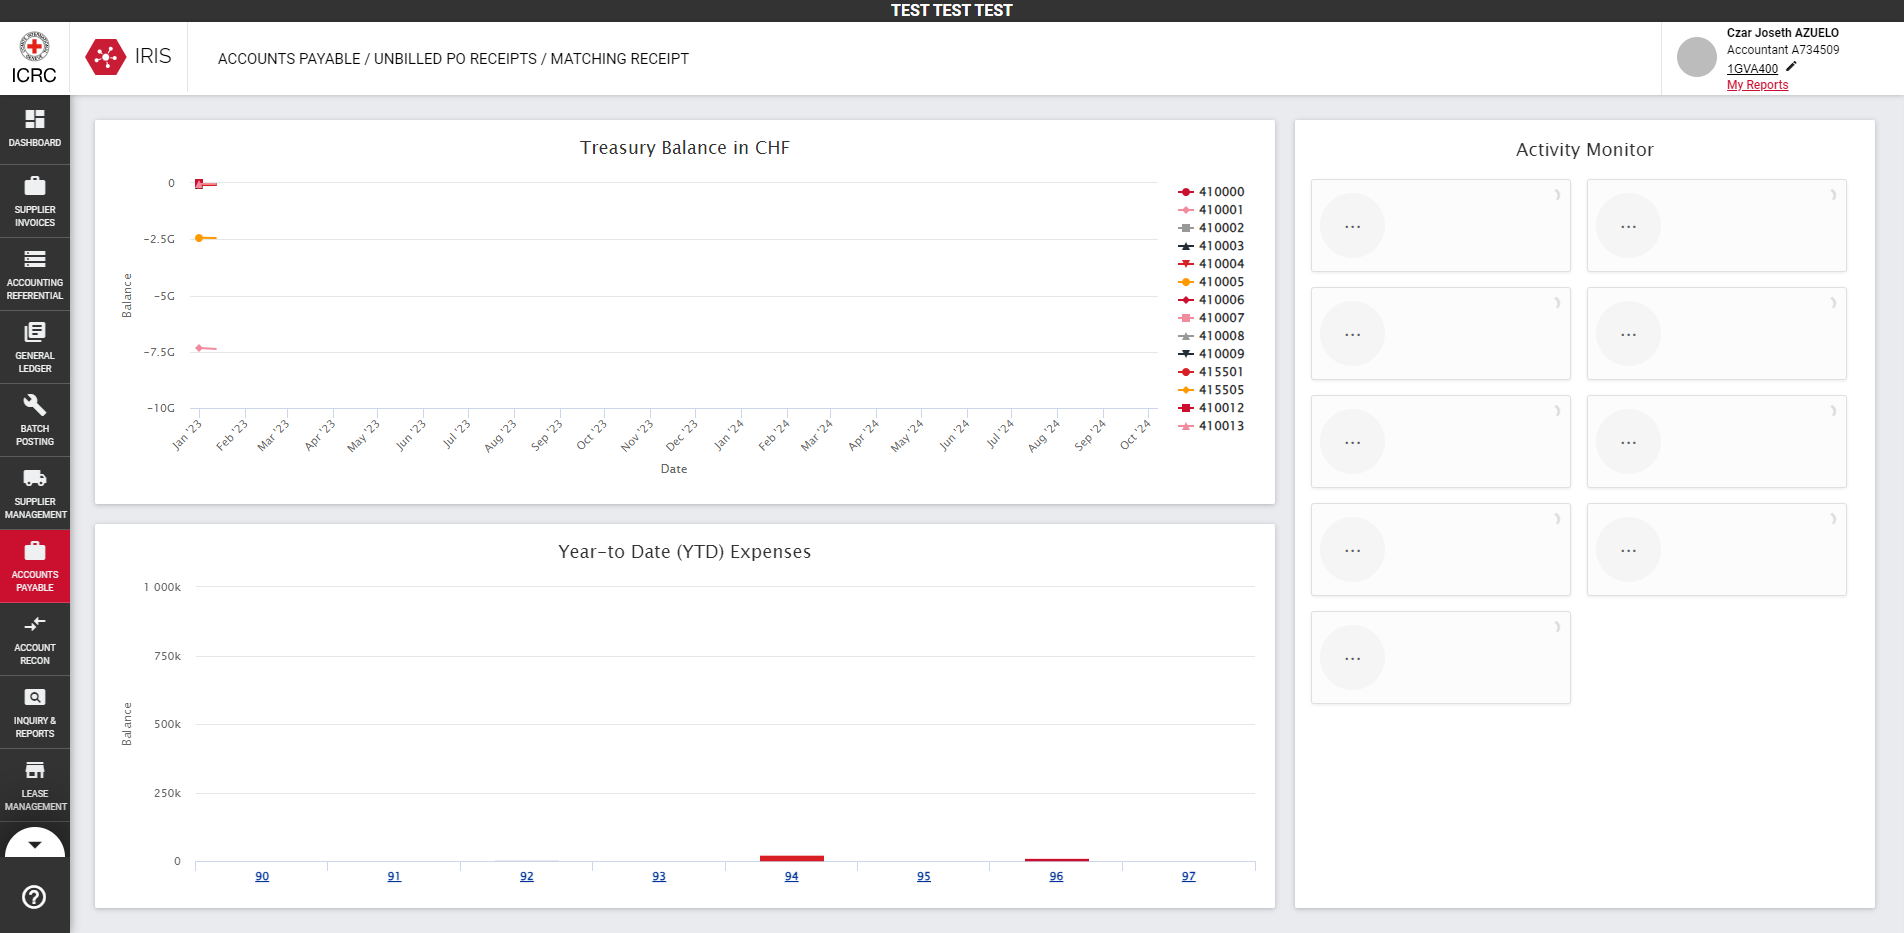 TEST TEST TEST
ICRC
IRIS
ACCOUNTS PAYABLE / UNBILLED PO RECEIPTS / MATCHING RECEIPT
Czar Joseth AZUELO
Accountant A734509
1GVA400
My Reports
DASHBOARD
SUPPLIER
INVOICES
ACCOUNTING
REFERENTIAL
GENERAL
LEDGER
BATCH
POSTING
SUPPLIER
MANAGEMENT
ACCOUNTS
PAYABLE
ACCOUNT
RECON
INQUIRY &
REPORTS
LEASE
MANAGEMENT
Treasury Balance in CHF
Balance
0
−2.5G
−5G
−7.5G
−10G
Jan '23
Feb '23
Mar '23
Apr '23
May '23
Jun '23
Jul '23
Aug '23
Sep '23
Oct '23
Nov '23
Dec '23
Jan '24
Feb '24
Mar '24
Apr '24
May '24
Jun '24
Jul '24
Aug '24
Sep '24
Oct '24
Date
410000
410001
410002
410003
410004
410005
410006
410007
410008
410009
415501
415505
410012
410013
Year-to Date (YTD) Expenses
Balance
1 000k
750k
500k
250k
0
90
91
92
93
94
95
96
97
Activity Monitor
...
...
...
...
...
...
...
...
...